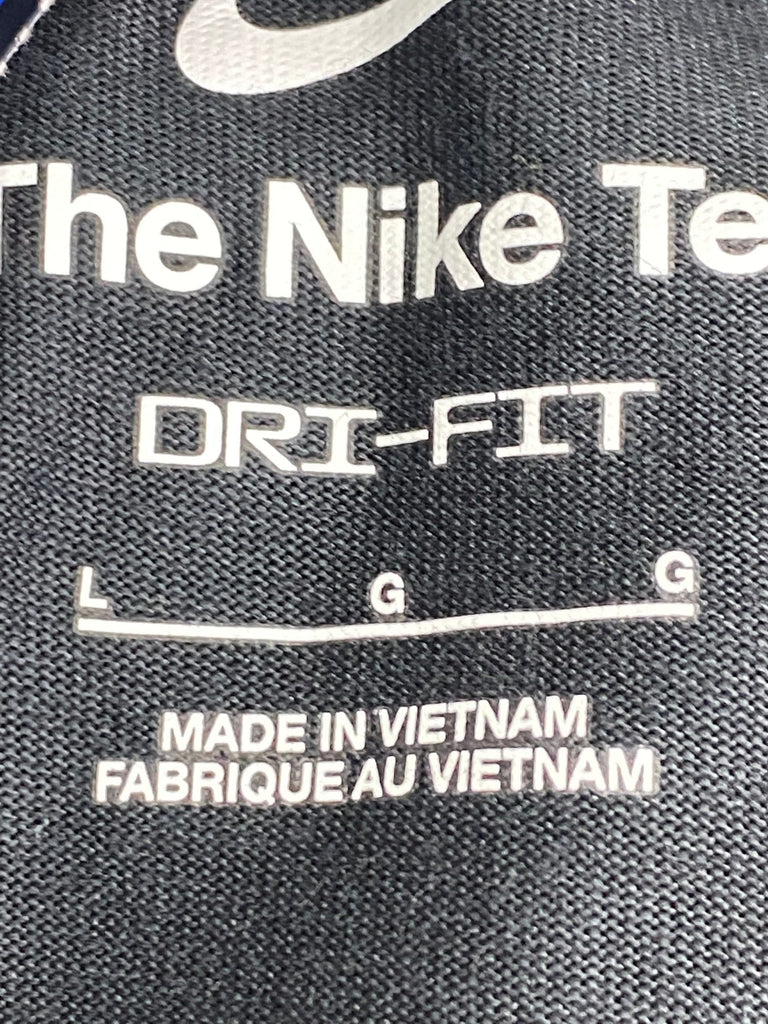 The Nike Te
DRI-FIT
L G G
MADE IN VIETNAM
FABRIQUE AU VIETNAM